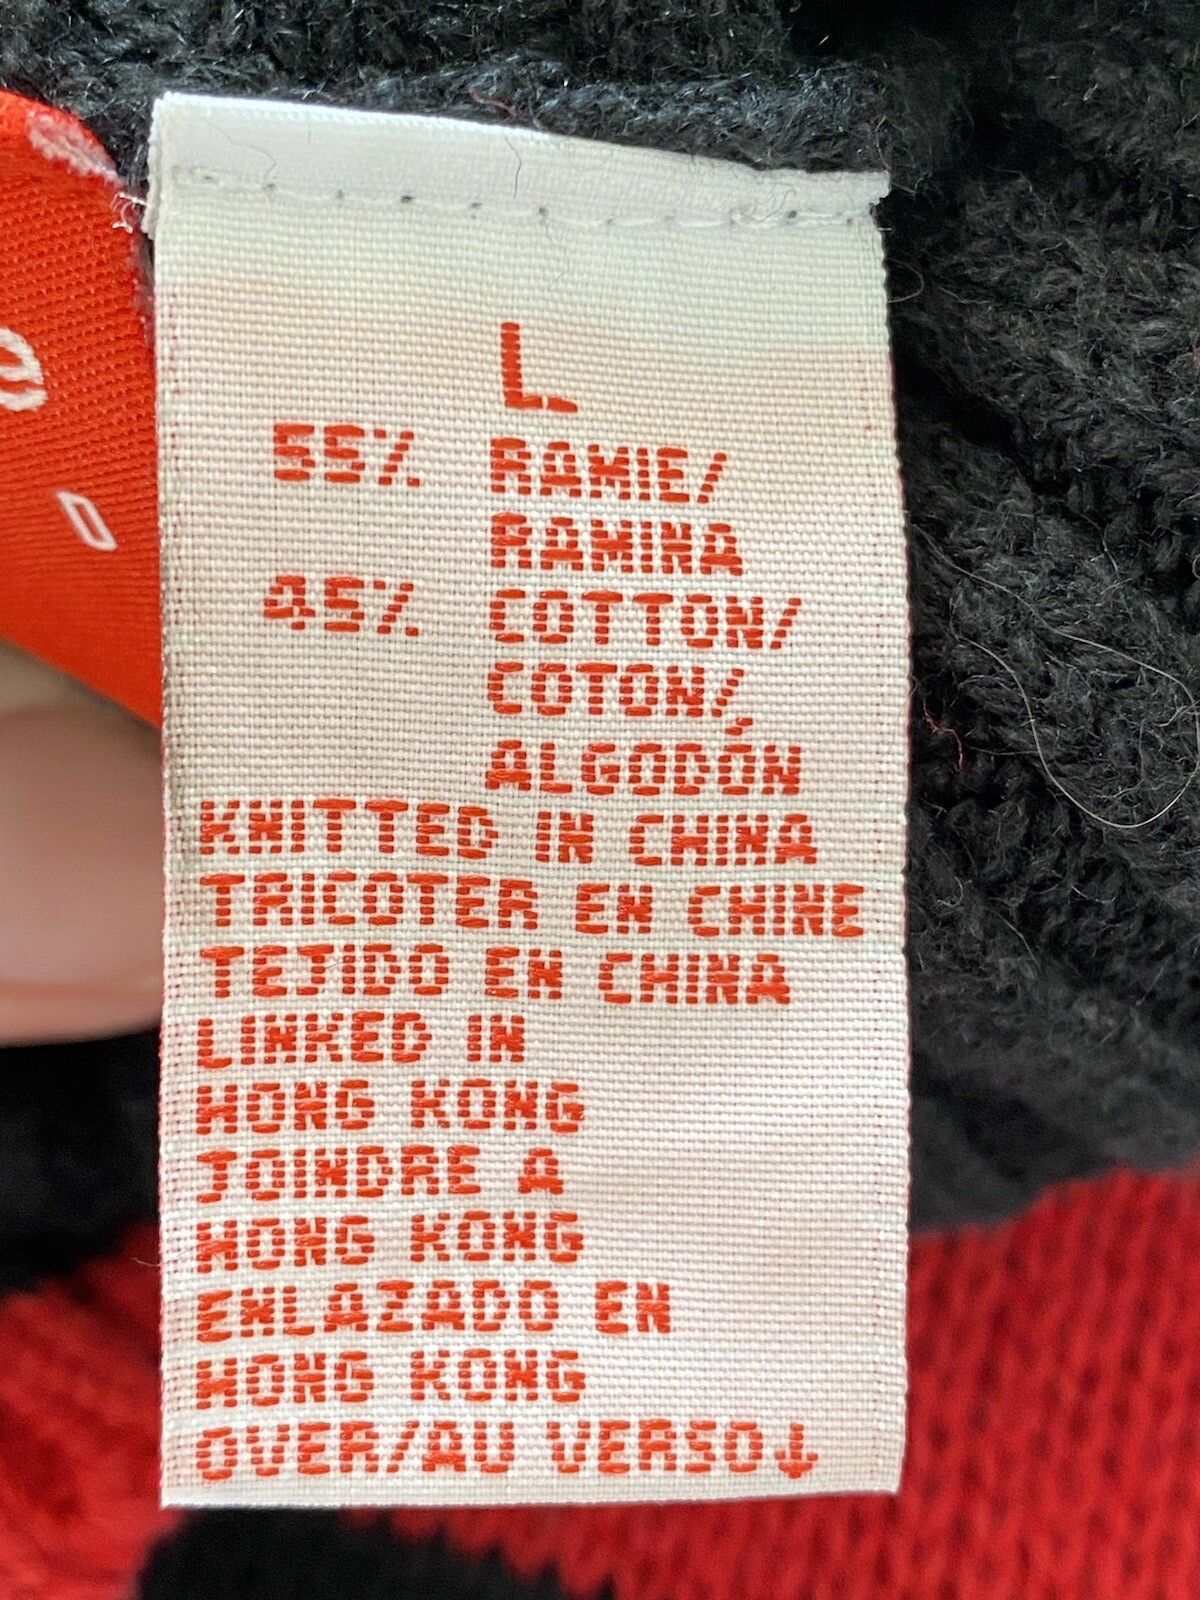 L
55% RAMIE/
RAMINA
45% COTTON/
COTON/
ALGODÓN
KNITTED IN CHINA
TRICOTER EN CHINE
TEJIDO EN CHINA
LINKED IN
HONG KONG
JOINDRE A
HONG KONG
ENLAZADO EN
HONG KONG
OVER/AU VERSO↓